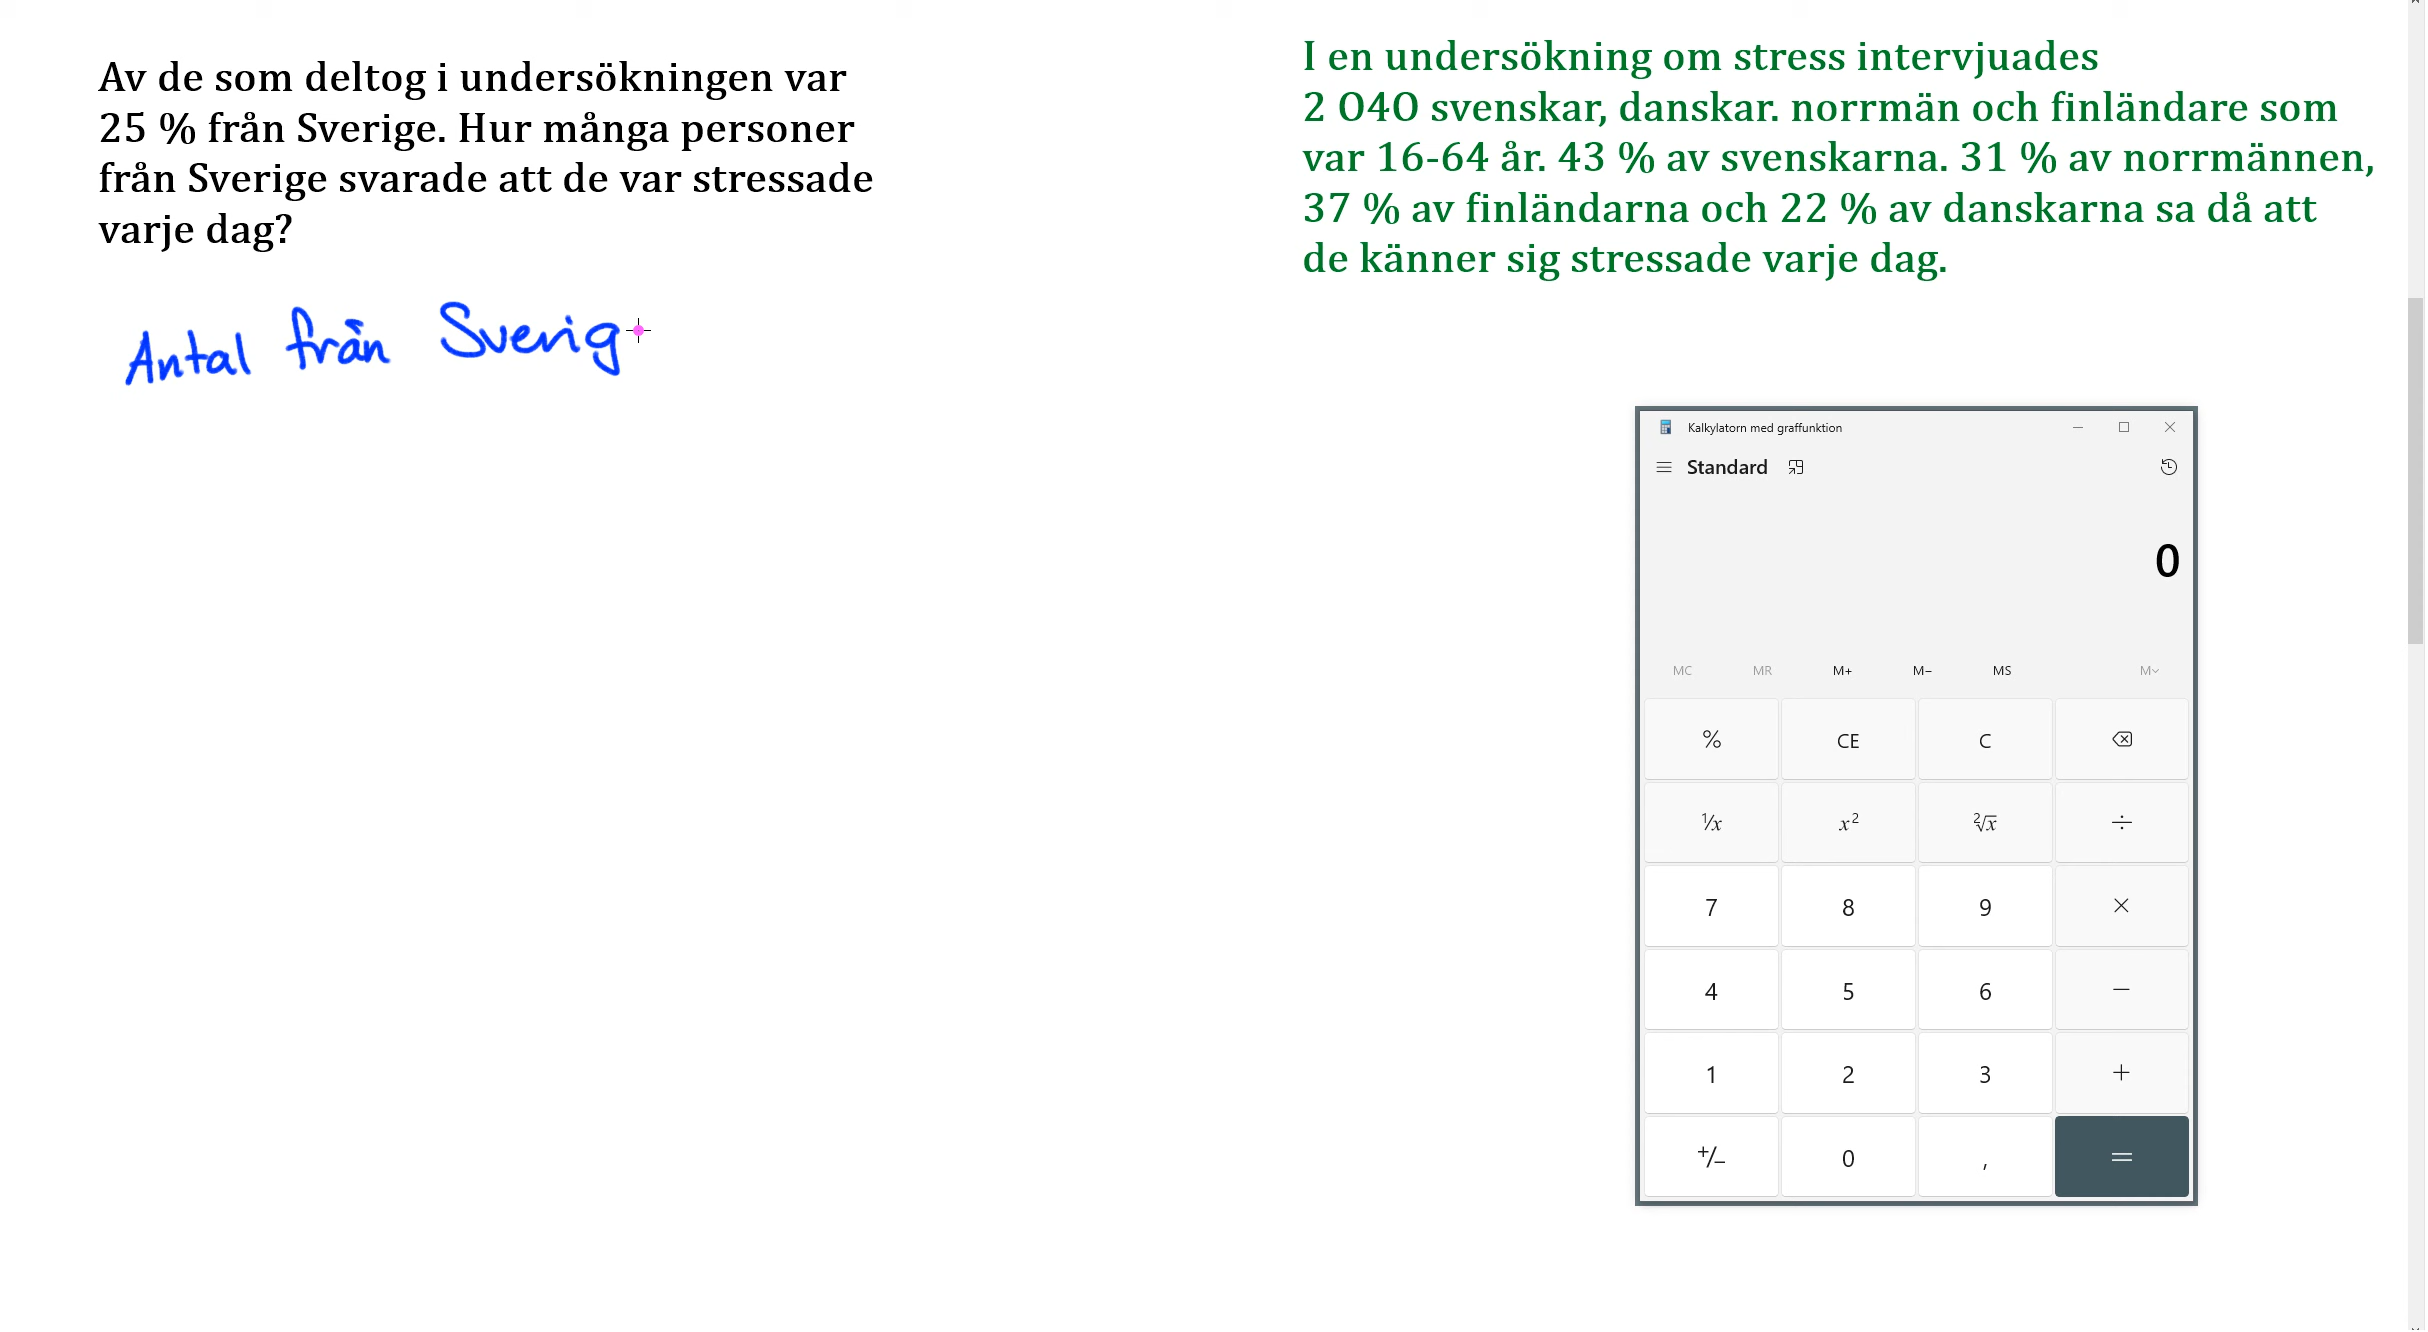 Av de som deltog i undersökningen var
25 % från Sverige. Hur många personer
från Sverige svarade att de var stressade
varje dag?
Antal från Sverig
I en undersökning om stress intervjuades
2 O4O svenskar, danskar. norrmän och finländare som
var 16-64 år. 43 % av svenskarna. 31 % av norrmännen,
37 % av finländarna och 22 % av danskarna sa då att
de känner sig stressade varje dag.
Kalkylatorn med graffunktion
Standard
0
MC MR M+ M− MS M˅
% CE C
⅟x x² ²√x ÷
7 8 9 ×
4 5 6 −
1 2 3 +
+/− 0 , =